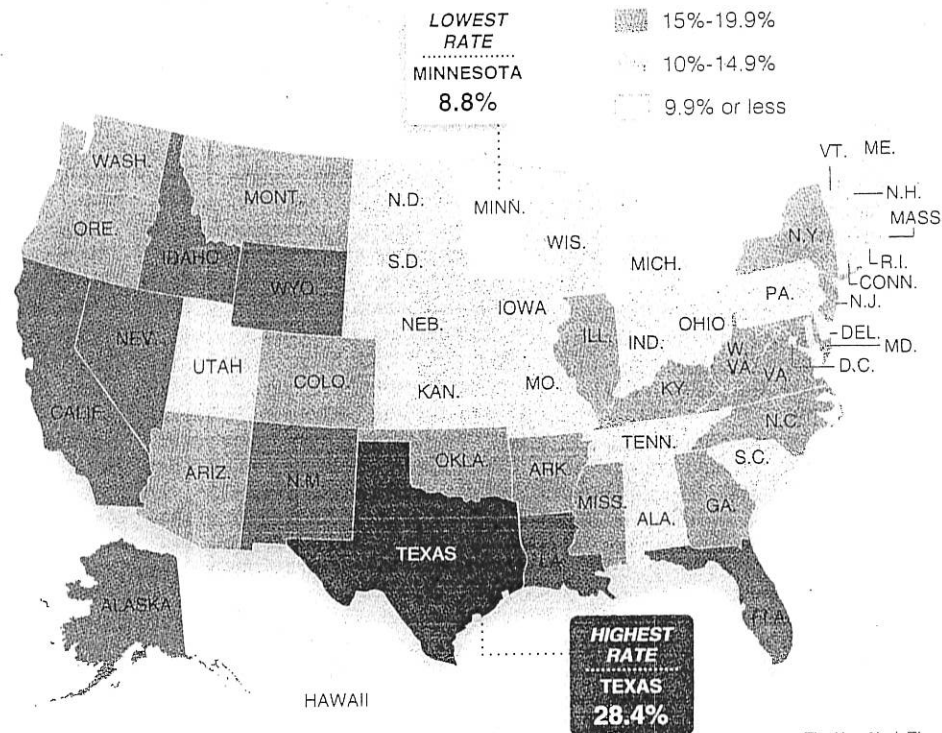 LOWEST
RATE
MINNESOTA
8.8%
15%-19.9%
10%-14.9%
9.9% or less
WASH.
MONT.
N.D.
MINN.
VT.
ME.
N.H.
MASS
ORE.
IDAHO
WYO.
S.D.
WIS.
MICH.
N.Y.
R.I.
CONN.
N.J.
NEV.
UTAH
COLO.
NEB.
IOWA
ILL.
IND.
OHIO
PA.
DEL.
MD.
D.C.
CALIF.
KAN.
MO.
KY.
W.
VA.
VA.
N.C.
ARIZ.
N.M.
OKLA.
ARK.
TENN.
S.C.
MISS.
ALA.
GA.
TEXAS
LA.
FLA.
ALASKA
HAWAII
HIGHEST
RATE
TEXAS
28.4%